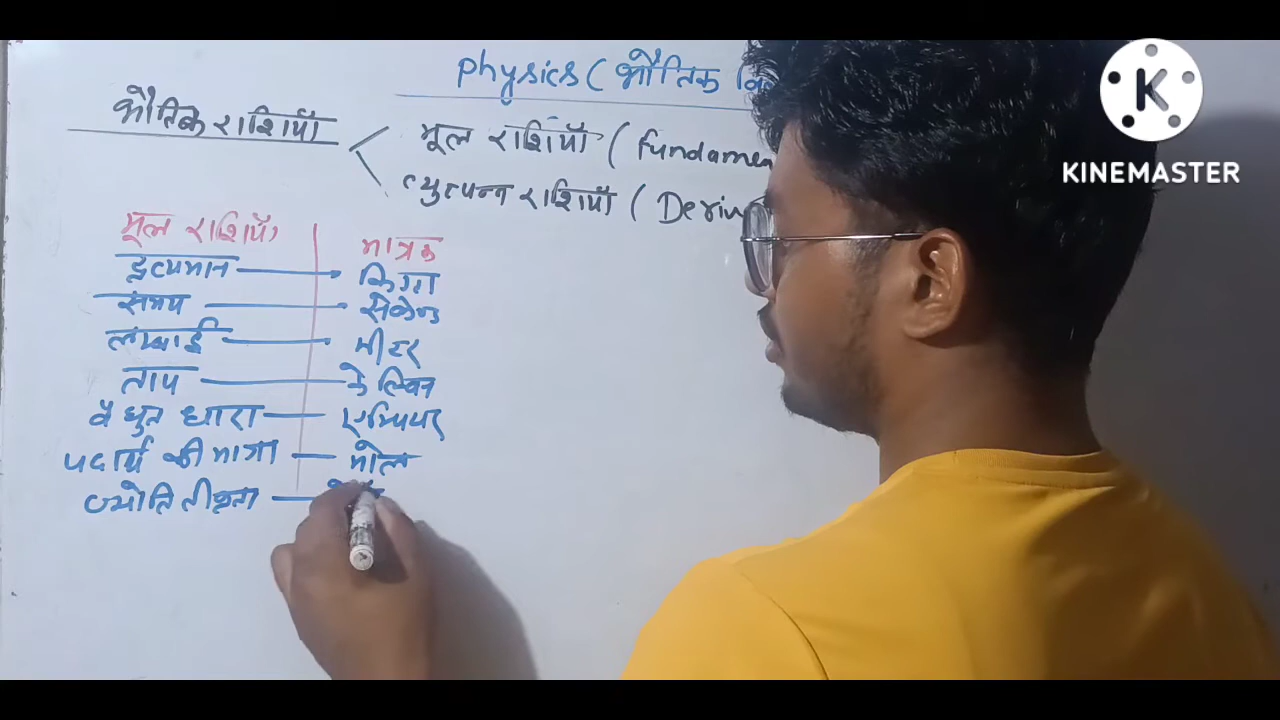 Physics ( भौतिक
भौतिक राशियाँ
मूल राशियाँ ( Fundamen
व्युत्पन्न राशियाँ ( Deriv
मूल राशियाँ मात्रक
द्रव्यमान किग्रा
समय सेकेण्ड
लम्बाई मीटर
ताप केल्विन
वैधुत धारा एम्पियर
पदार्थ की मात्रा मोल
ज्योति तीव्रता
K
KINEMASTER